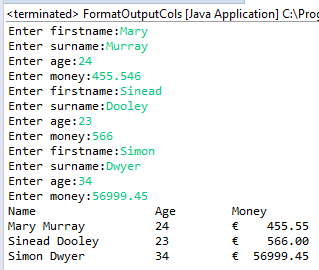 <terminated> FormatOutputCols [Java Application] C:\Prog
Enter firstname:Mary
Enter surname:Murray
Enter age:24
Enter money:455.546
Enter firstname:Sinead
Enter surname:Dooley
Enter age:23
Enter money:566
Enter firstname:Simon
Enter surname:Dwyer
Enter age:34
Enter money:56999.45
Name Age Money
Mary Murray 24 € 455.55
Sinead Dooley 23 € 566.00
Simon Dwyer 34 € 56999.45